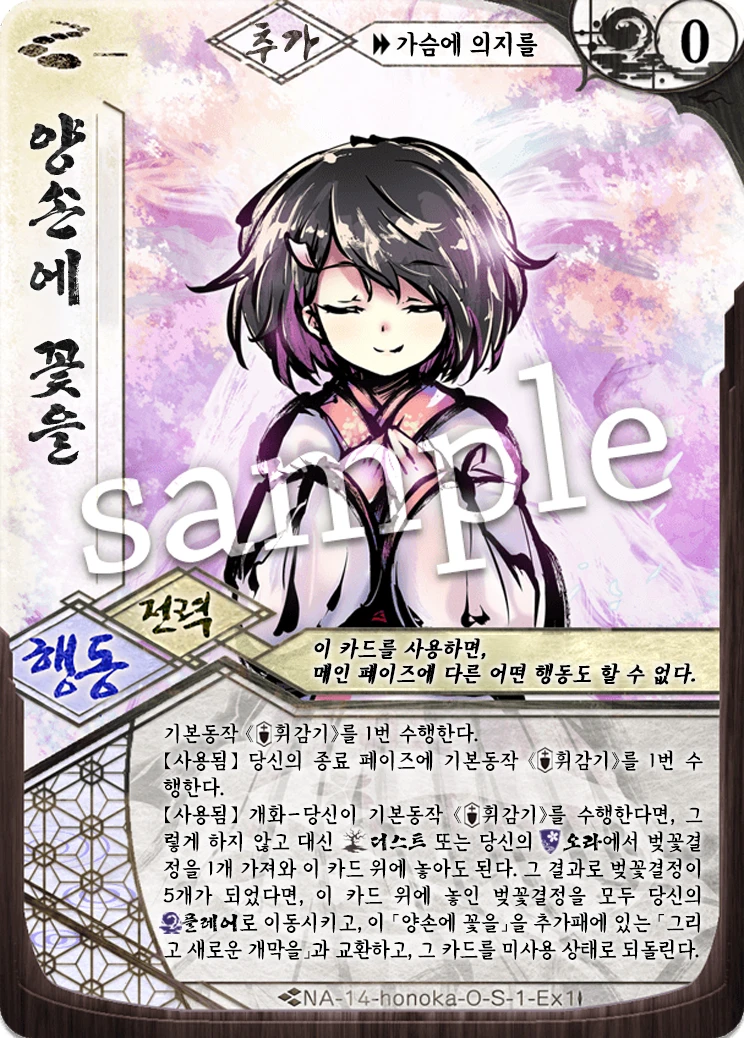 추가
가슴에 의지를
0
양손에 꽃을
sample
행동
전력
이 카드를 사용하면,
메인 페이즈에 다른 어떤 행동도 할 수 없다.
기본동작 《휘감기》를 1번 수행한다.
【사용됨】 당신의 종료 페이즈에 기본동작 《휘감기》를 1번 수
행한다.
【사용됨】 개화-당신이 기본동작 《휘감기》를 수행한다면, 그
렇게 하지 않고 대신 더스트 또는 당신의 오라에서 벚꽃결
정을 1개 가져와 이 카드 위에 놓아도 된다. 그 결과로 벚꽃결정이
5개가 되었다면, 이 카드 위에 놓인 벚꽃결정을 모두 당신의
플레어로 이동시키고, 이 「양손에 꽃을」을 추가패에 있는 「그리
고 새로운 개막을」과 교환하고, 그 카드를 미사용 상태로 되돌린다.
NA-14-honoka-O-S-1-Ex1